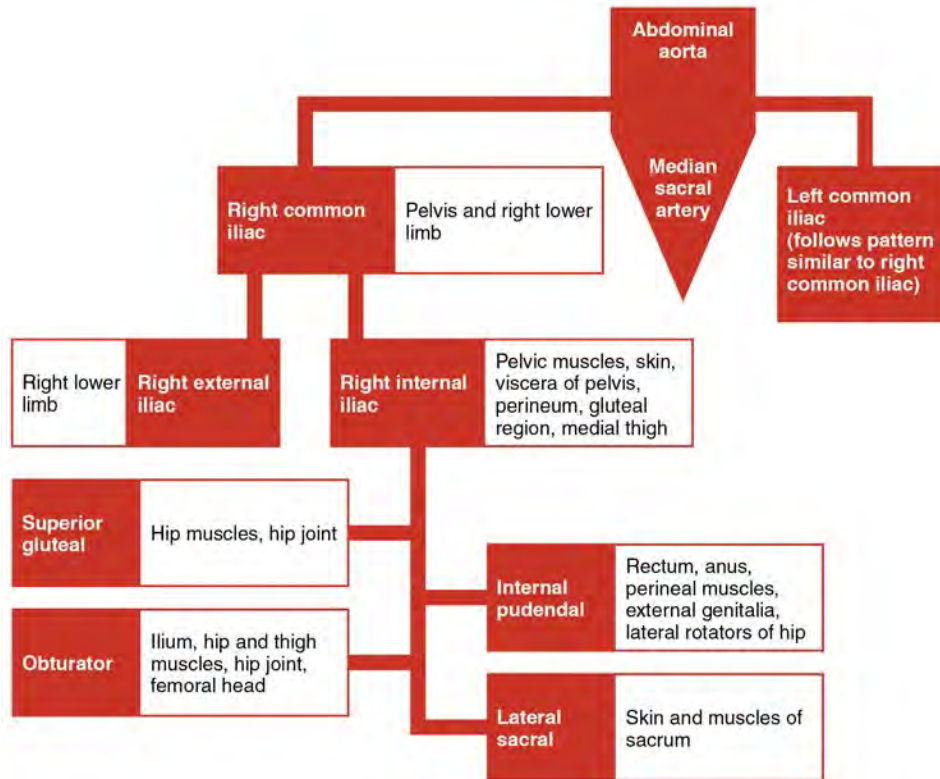 Abdominal
aorta
Median
sacral
artery
Right common
iliac
Pelvis and right lower
limb
Left common
iliac
(follows pattern
similar to right
common iliac)
Right lower
limb
Right external
iliac
Right internal
iliac
Pelvic muscles, skin,
viscera of pelvis,
perineum, gluteal
region, medial thigh
Superior
gluteal
Hip muscles, hip joint
Internal
pudendal
Rectum, anus,
perineal muscles,
external genitalia,
lateral rotators of hip
Obturator
Ilium, hip and thigh
muscles, hip joint,
femoral head
Lateral
sacral
Skin and muscles of
sacrum